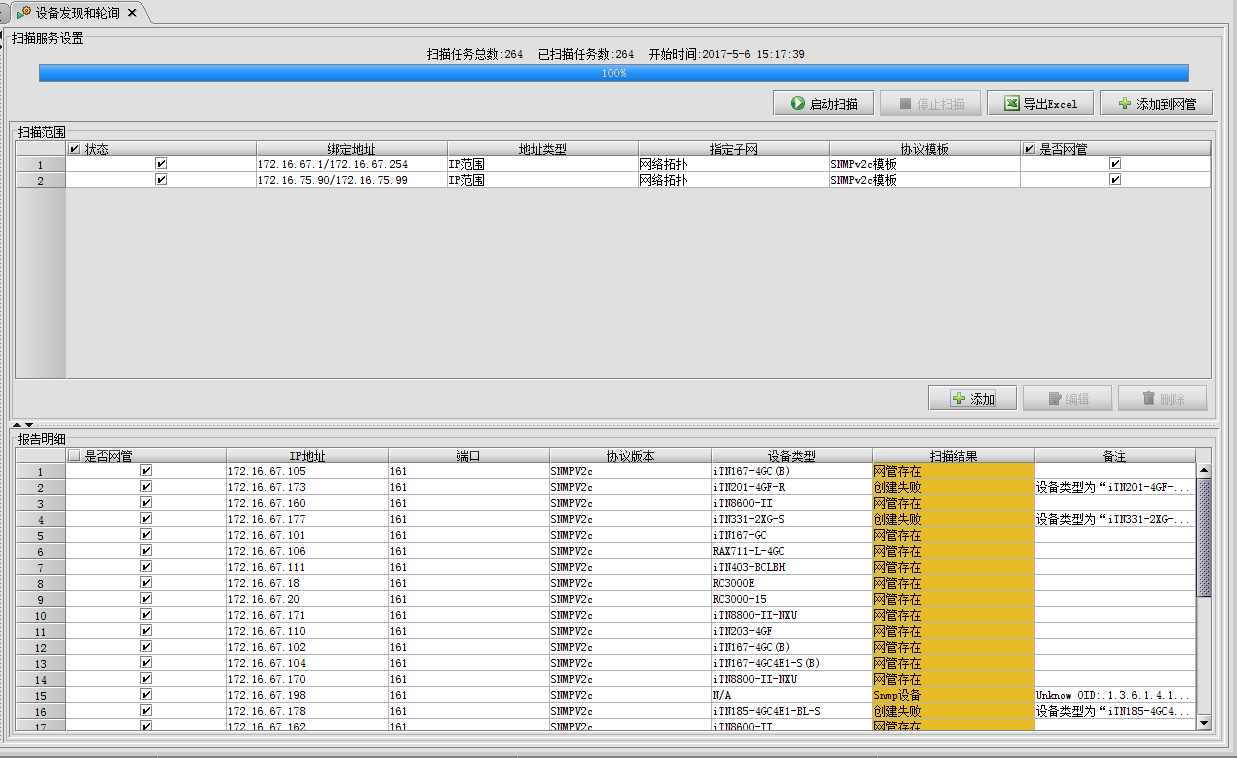 设备发现和轮询
扫描服务设置
扫描任务总数:264 已扫描任务数:264 开始时间:2017-5-6 15:17:39
100%
启动扫描 停止扫描 导出Excel 添加到网管
扫描范围
状态 绑定地址 地址类型 指定子网 协议模板 是否网管
1 172.16.67.1/172.16.67.254 IP范围 网络拓扑 SNMPv2c模板
2 172.16.75.90/172.16.75.99 IP范围 网络拓扑 SNMPv2c模板
添加 编辑 删除
报告明细
是否网管 IP地址 端口 协议版本 设备类型 扫描结果 备注
1 172.16.67.105 161 SNMPV2c iTN167-4GC(B) 网管存在
2 172.16.67.173 161 SNMPV2c iTN201-4GF-R 创建失败 设备类型为“iTN201-4GF-...
3 172.16.67.160 161 SNMPV2c iTN8600-II 网管存在
4 172.16.67.177 161 SNMPV2c iTN331-2XG-S 创建失败 设备类型为“iTN331-2XG-...
5 172.16.67.101 161 SNMPV2c iTN167-GC 网管存在
6 172.16.67.106 161 SNMPV2c RAX711-L-4GC 网管存在
7 172.16.67.111 161 SNMPV2c iTN403-BCLBH 网管存在
8 172.16.67.18 161 SNMPV2c RC3000E 网管存在
9 172.16.67.20 161 SNMPV2c RC3000-15 网管存在
10 172.16.67.171 161 SNMPV2c iTN8800-II-NXU 网管存在
11 172.16.67.110 161 SNMPV2c iTN203-4GF 网管存在
12 172.16.67.102 161 SNMPV2c iTN167-4GC(B) 网管存在
13 172.16.67.104 161 SNMPV2c iTN167-4GC4E1-S(B) 网管存在
14 172.16.67.170 161 SNMPV2c iTN8800-II-NXU 网管存在
15 172.16.67.198 161 SNMPV2c N/A Snmp设备 Unknow OID:.1.3.6.1.4.1...
16 172.16.67.178 161 SNMPV2c iTN185-4GC4E1-BL-S 创建失败 设备类型为“iTN185-4GC4...
17 172.16.67.162 161 SNMPV2c iTN8600-II 网管存在